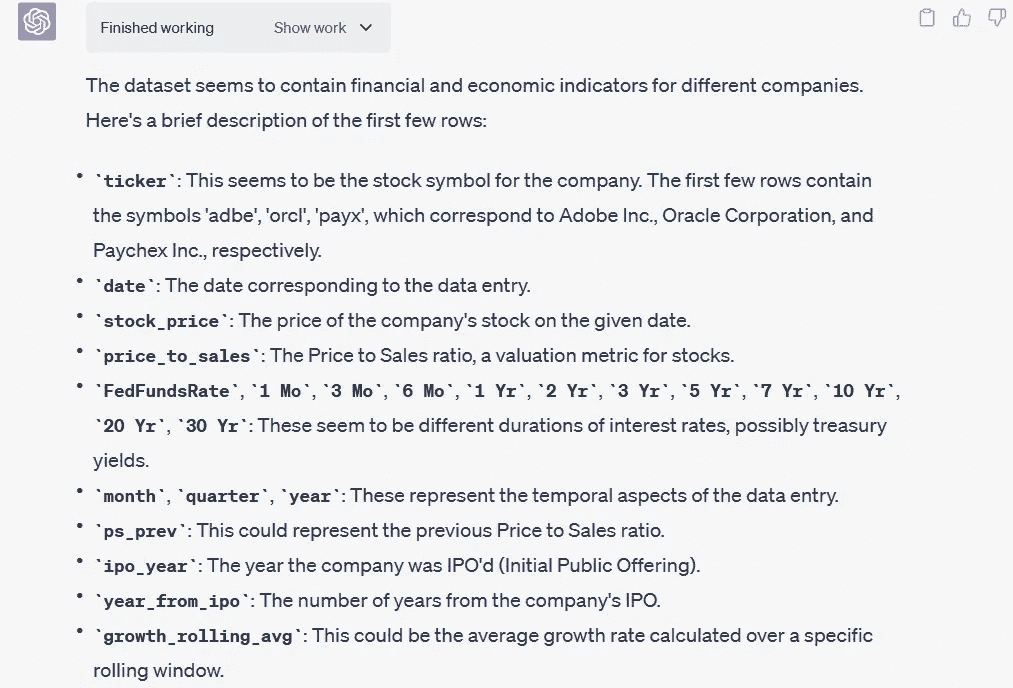 Finished working Show work
The dataset seems to contain financial and economic indicators for different companies.
Here's a brief description of the first few rows:
• `ticker`: This seems to be the stock symbol for the company. The first few rows contain
the symbols 'adbe', 'orcl', 'payx', which correspond to Adobe Inc., Oracle Corporation, and
Paychex Inc., respectively.
• `date`: The date corresponding to the data entry.
• `stock_price`: The price of the company's stock on the given date.
• `price_to_sales`: The Price to Sales ratio, a valuation metric for stocks.
• `FedFundsRate`, `1 Mo`, `3 Mo`, `6 Mo`, `1 Yr`, `2 Yr`, `3 Yr`, `5 Yr`, `7 Yr`, `10 Yr`,
`20 Yr`, `30 Yr`: These seem to be different durations of interest rates, possibly treasury
yields.
• `month`, `quarter`, `year`: These represent the temporal aspects of the data entry.
• `ps_prev`: This could represent the previous Price to Sales ratio.
• `ipo_year`: The year the company was IPO'd (Initial Public Offering).
• `year_from_ipo`: The number of years from the company's IPO.
• `growth_rolling_avg`: This could be the average growth rate calculated over a specific
rolling window.